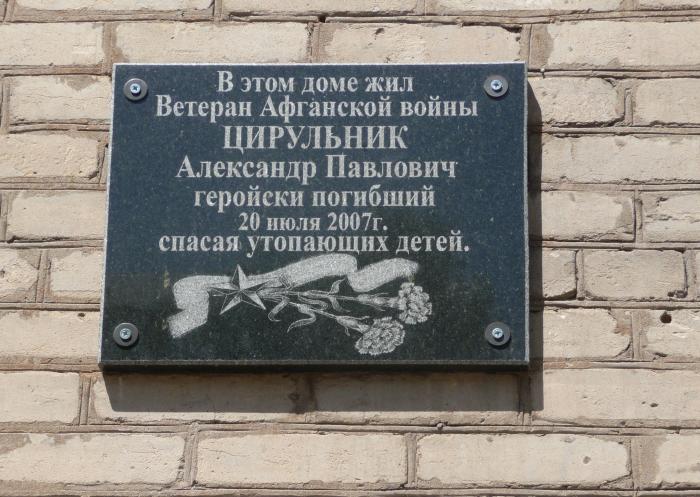 В этом доме жил
Ветеран Афганской войны
ЦИРУЛЬНИК
Александр Павлович
геройски погибший
20 июля 2007г.
спасая утопающих детей.